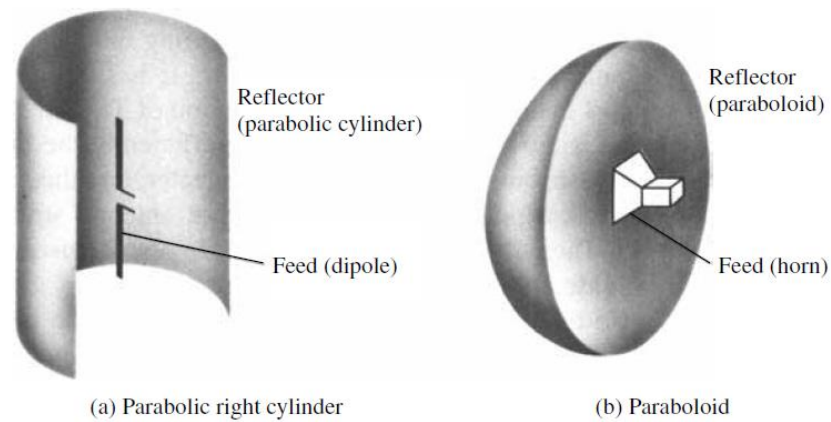 Reflector
(parabolic cylinder)
Feed (dipole)
(a) Parabolic right cylinder
Reflector
(paraboloid)
Feed (horn)
(b) Paraboloid